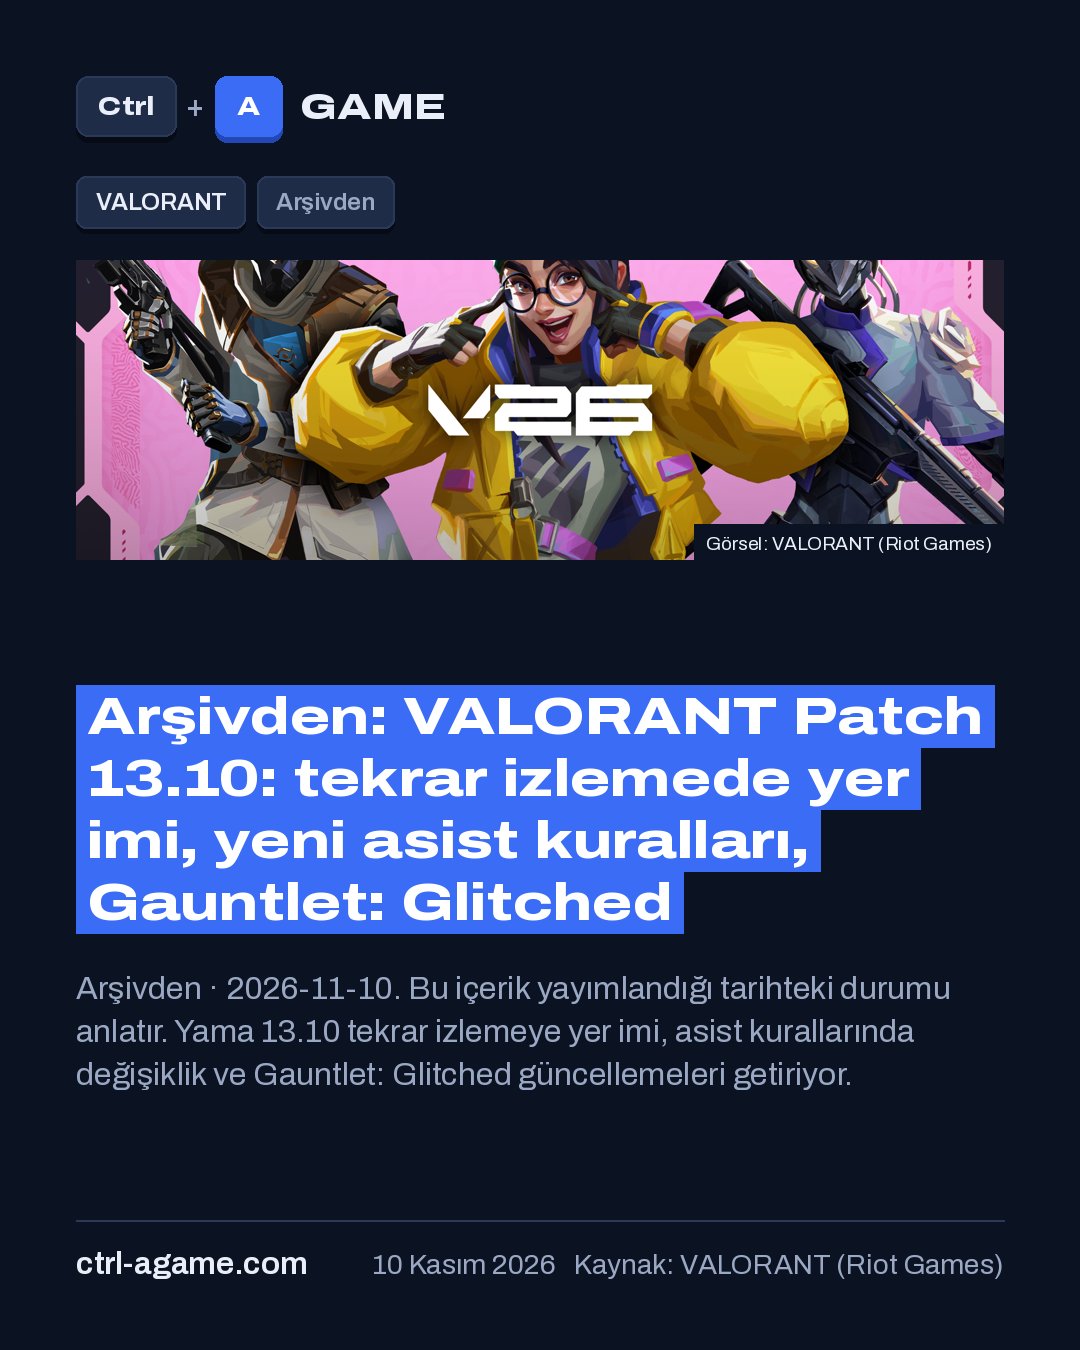 Ctrl + A GAME
VALORANT Arşivden
V26
Görsel: VALORANT (Riot Games)
Arşivden: VALORANT Patch
13.10: tekrar izlemede yer
imi, yeni asist kuralları,
Gauntlet: Glitched
Arşivden · 2026-11-10. Bu içerik yayımlandığı tarihteki durumu
anlatır. Yama 13.10 tekrar izlemeye yer imi, asist kurallarında
değişiklik ve Gauntlet: Glitched güncellemeleri getiriyor.
ctrl-agame.com 10 Kasım 2026 Kaynak: VALORANT (Riot Games)